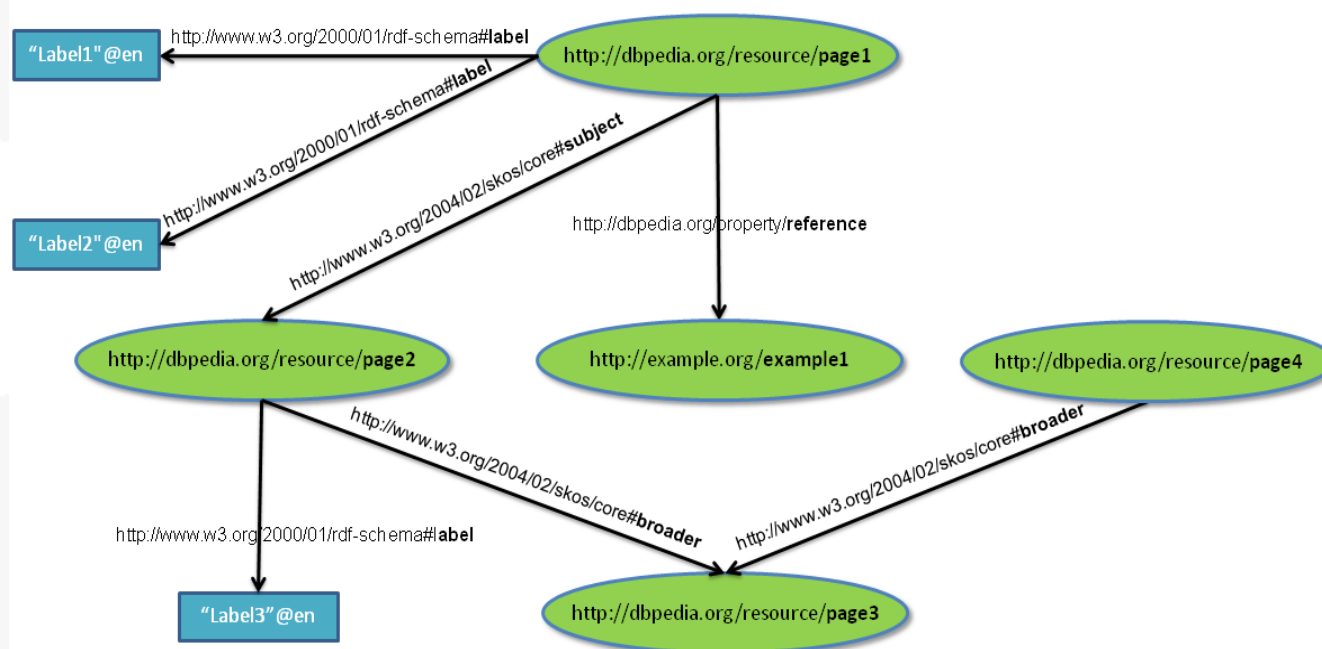 http://www.w3.org/2000/01/rdf-schema#label
“Label1"@en
http://dbpedia.org/resource/page1
http://www.w3.org/2000/01/rdf-schema#label
http://www.w3.org/2004/02/skos/core#subject
“Label2"@en
http://dbpedia.org/property/reference
http://dbpedia.org/resource/page2
http://example.org/example1
http://dbpedia.org/resource/page4
http://www.w3.org/2004/02/skos/core#broader
http://www.w3.org/2004/02/skos/core#broader
http://www.w3.org/2000/01/rdf-schema#label
“Label3”@en
http://dbpedia.org/resource/page3